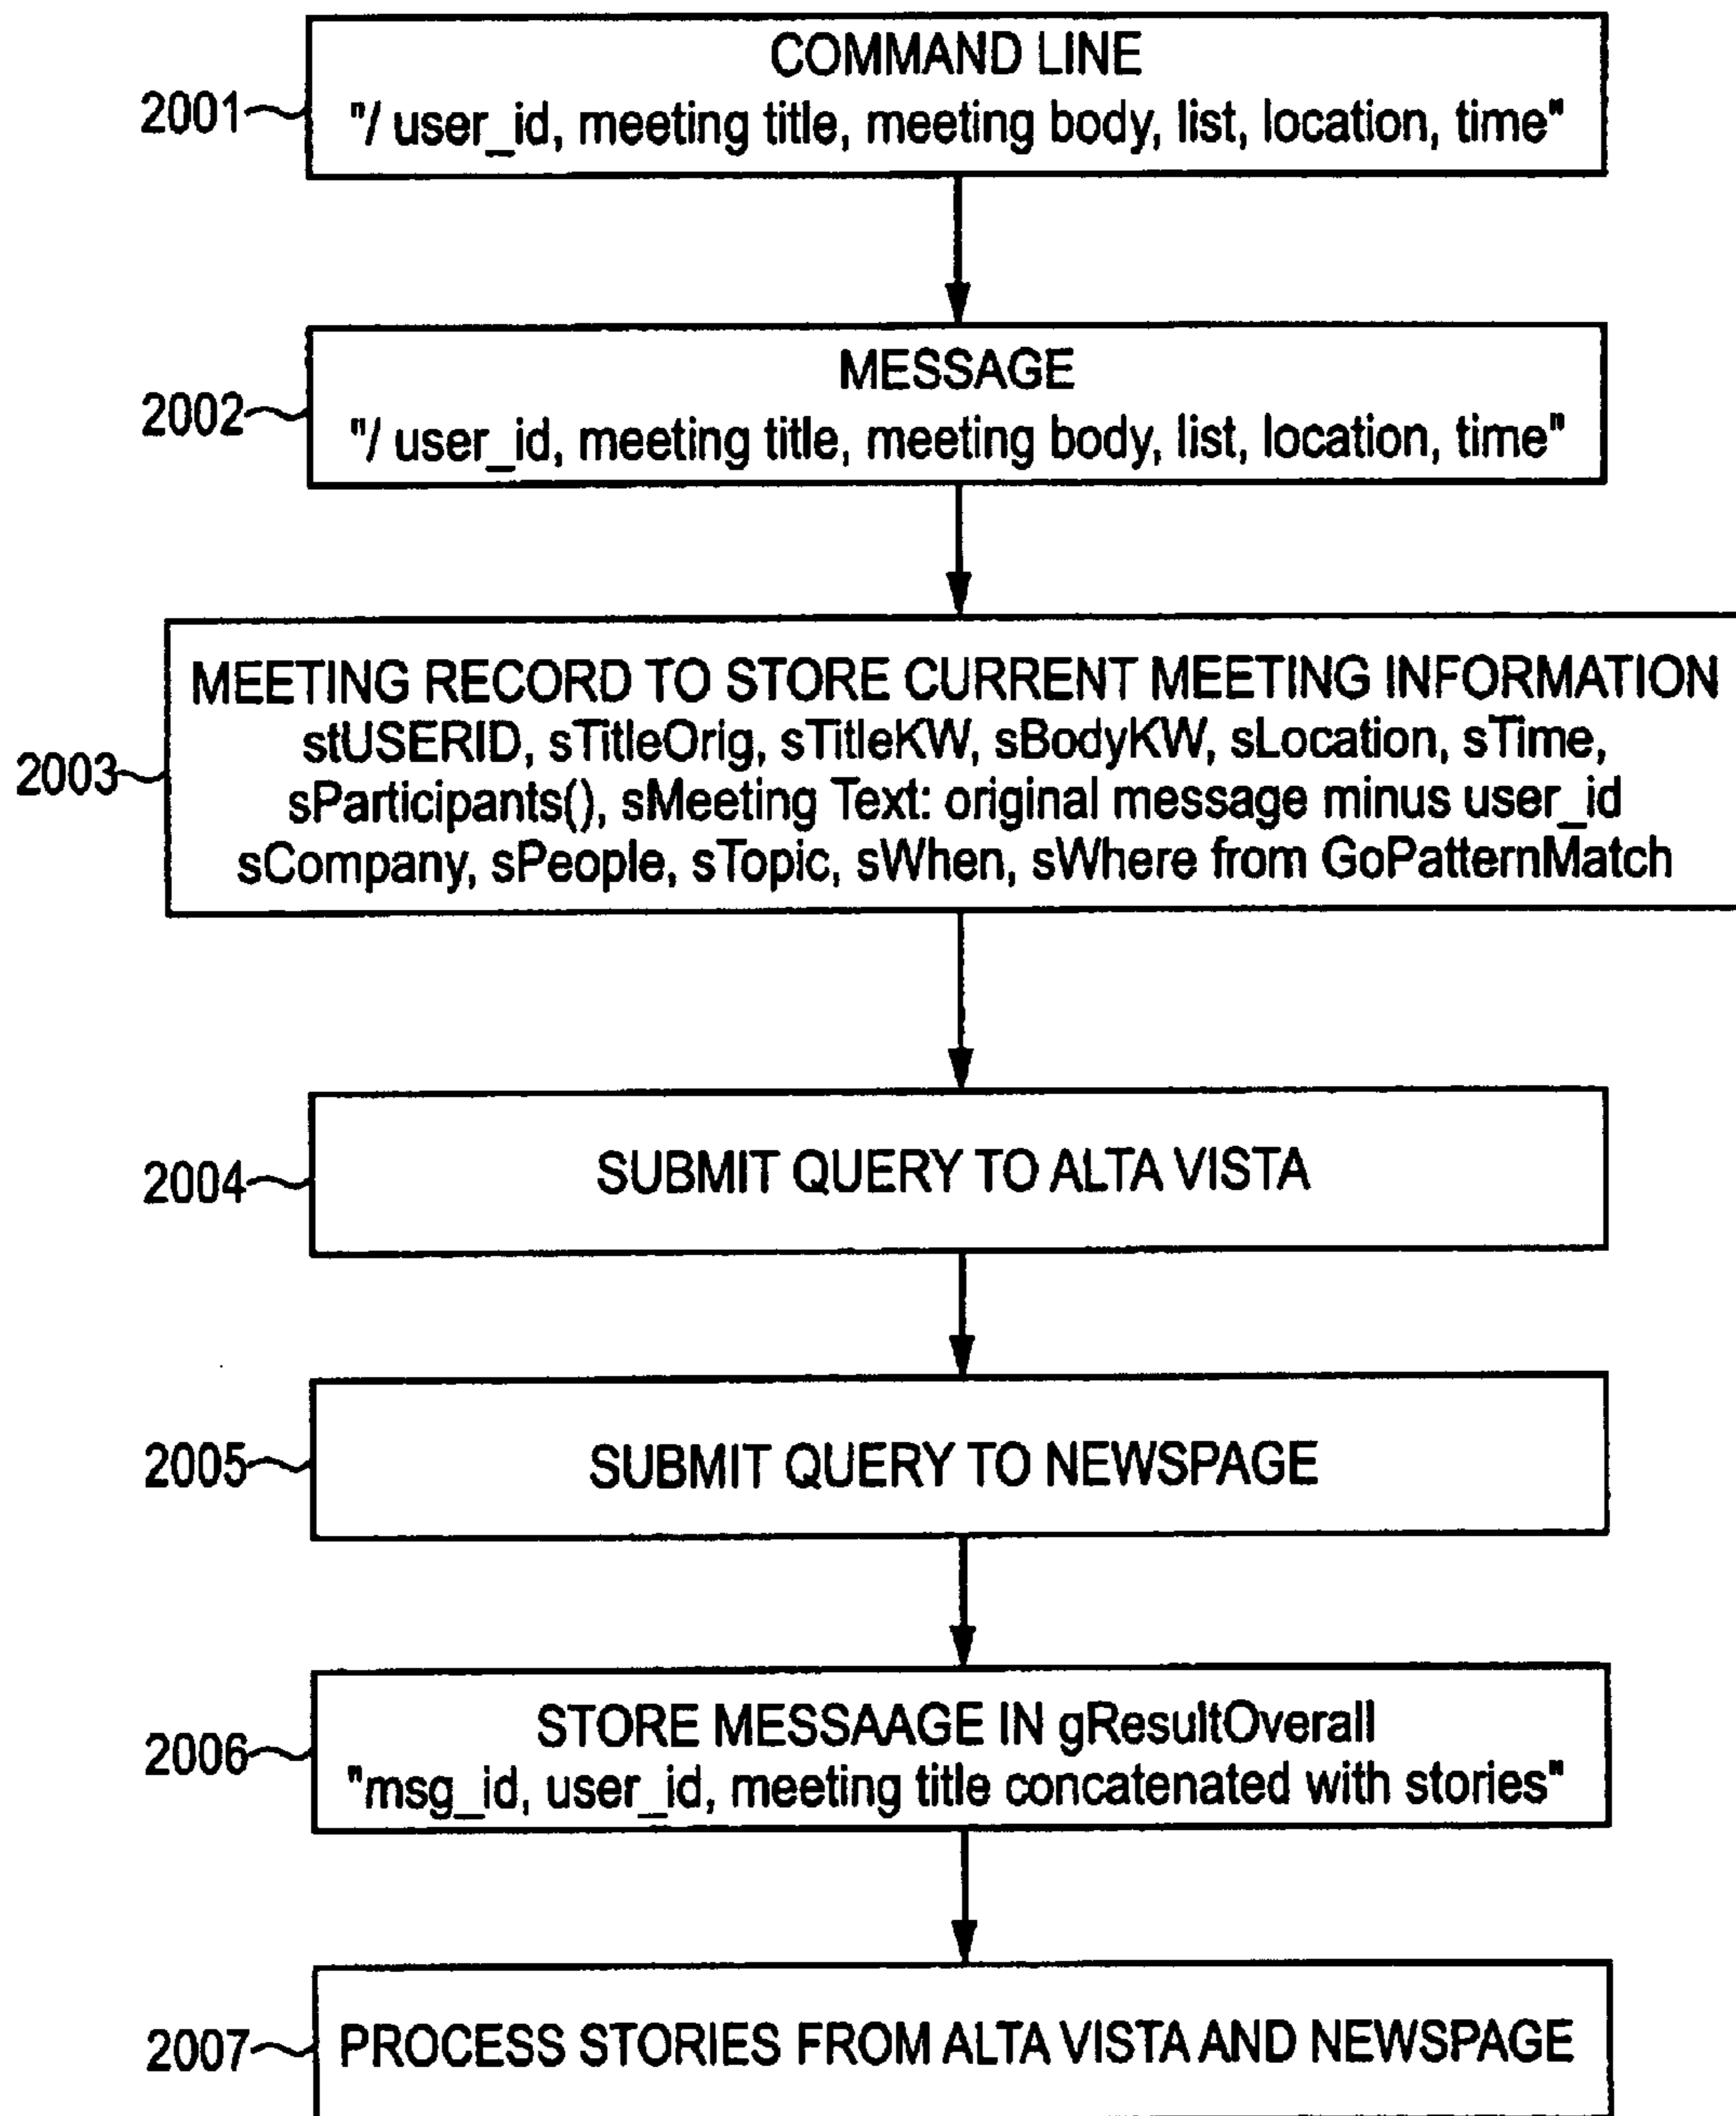 COMMAND LINE
2001
"/ user_id, meeting title, meeting body, list, location, time"
MESSAGE
2002
"/ user_id, meeting title, meeting body, list, location, time"
MEETING RECORD TO STORE CURRENT MEETING INFORMATION
stUSERID, sTitleOrig, sTitleKW, sBodyKW, sLocation, sTime,
2003
sParticipants(), sMeeting Text: original message minus user_id
sCompany, sPeople, sTopic, sWhen, sWhere from GoPatternMatch
2004
SUBMIT QUERY TO ALTA VISTA
2005
SUBMIT QUERY TO NEWSPAGE
STORE MESSAAGE IN gResultOverall
2006
"msg_id, user_id, meeting title concatenated with stories"
2007
PROCESS STORIES FROM ALTA VISTA AND NEWSPAGE